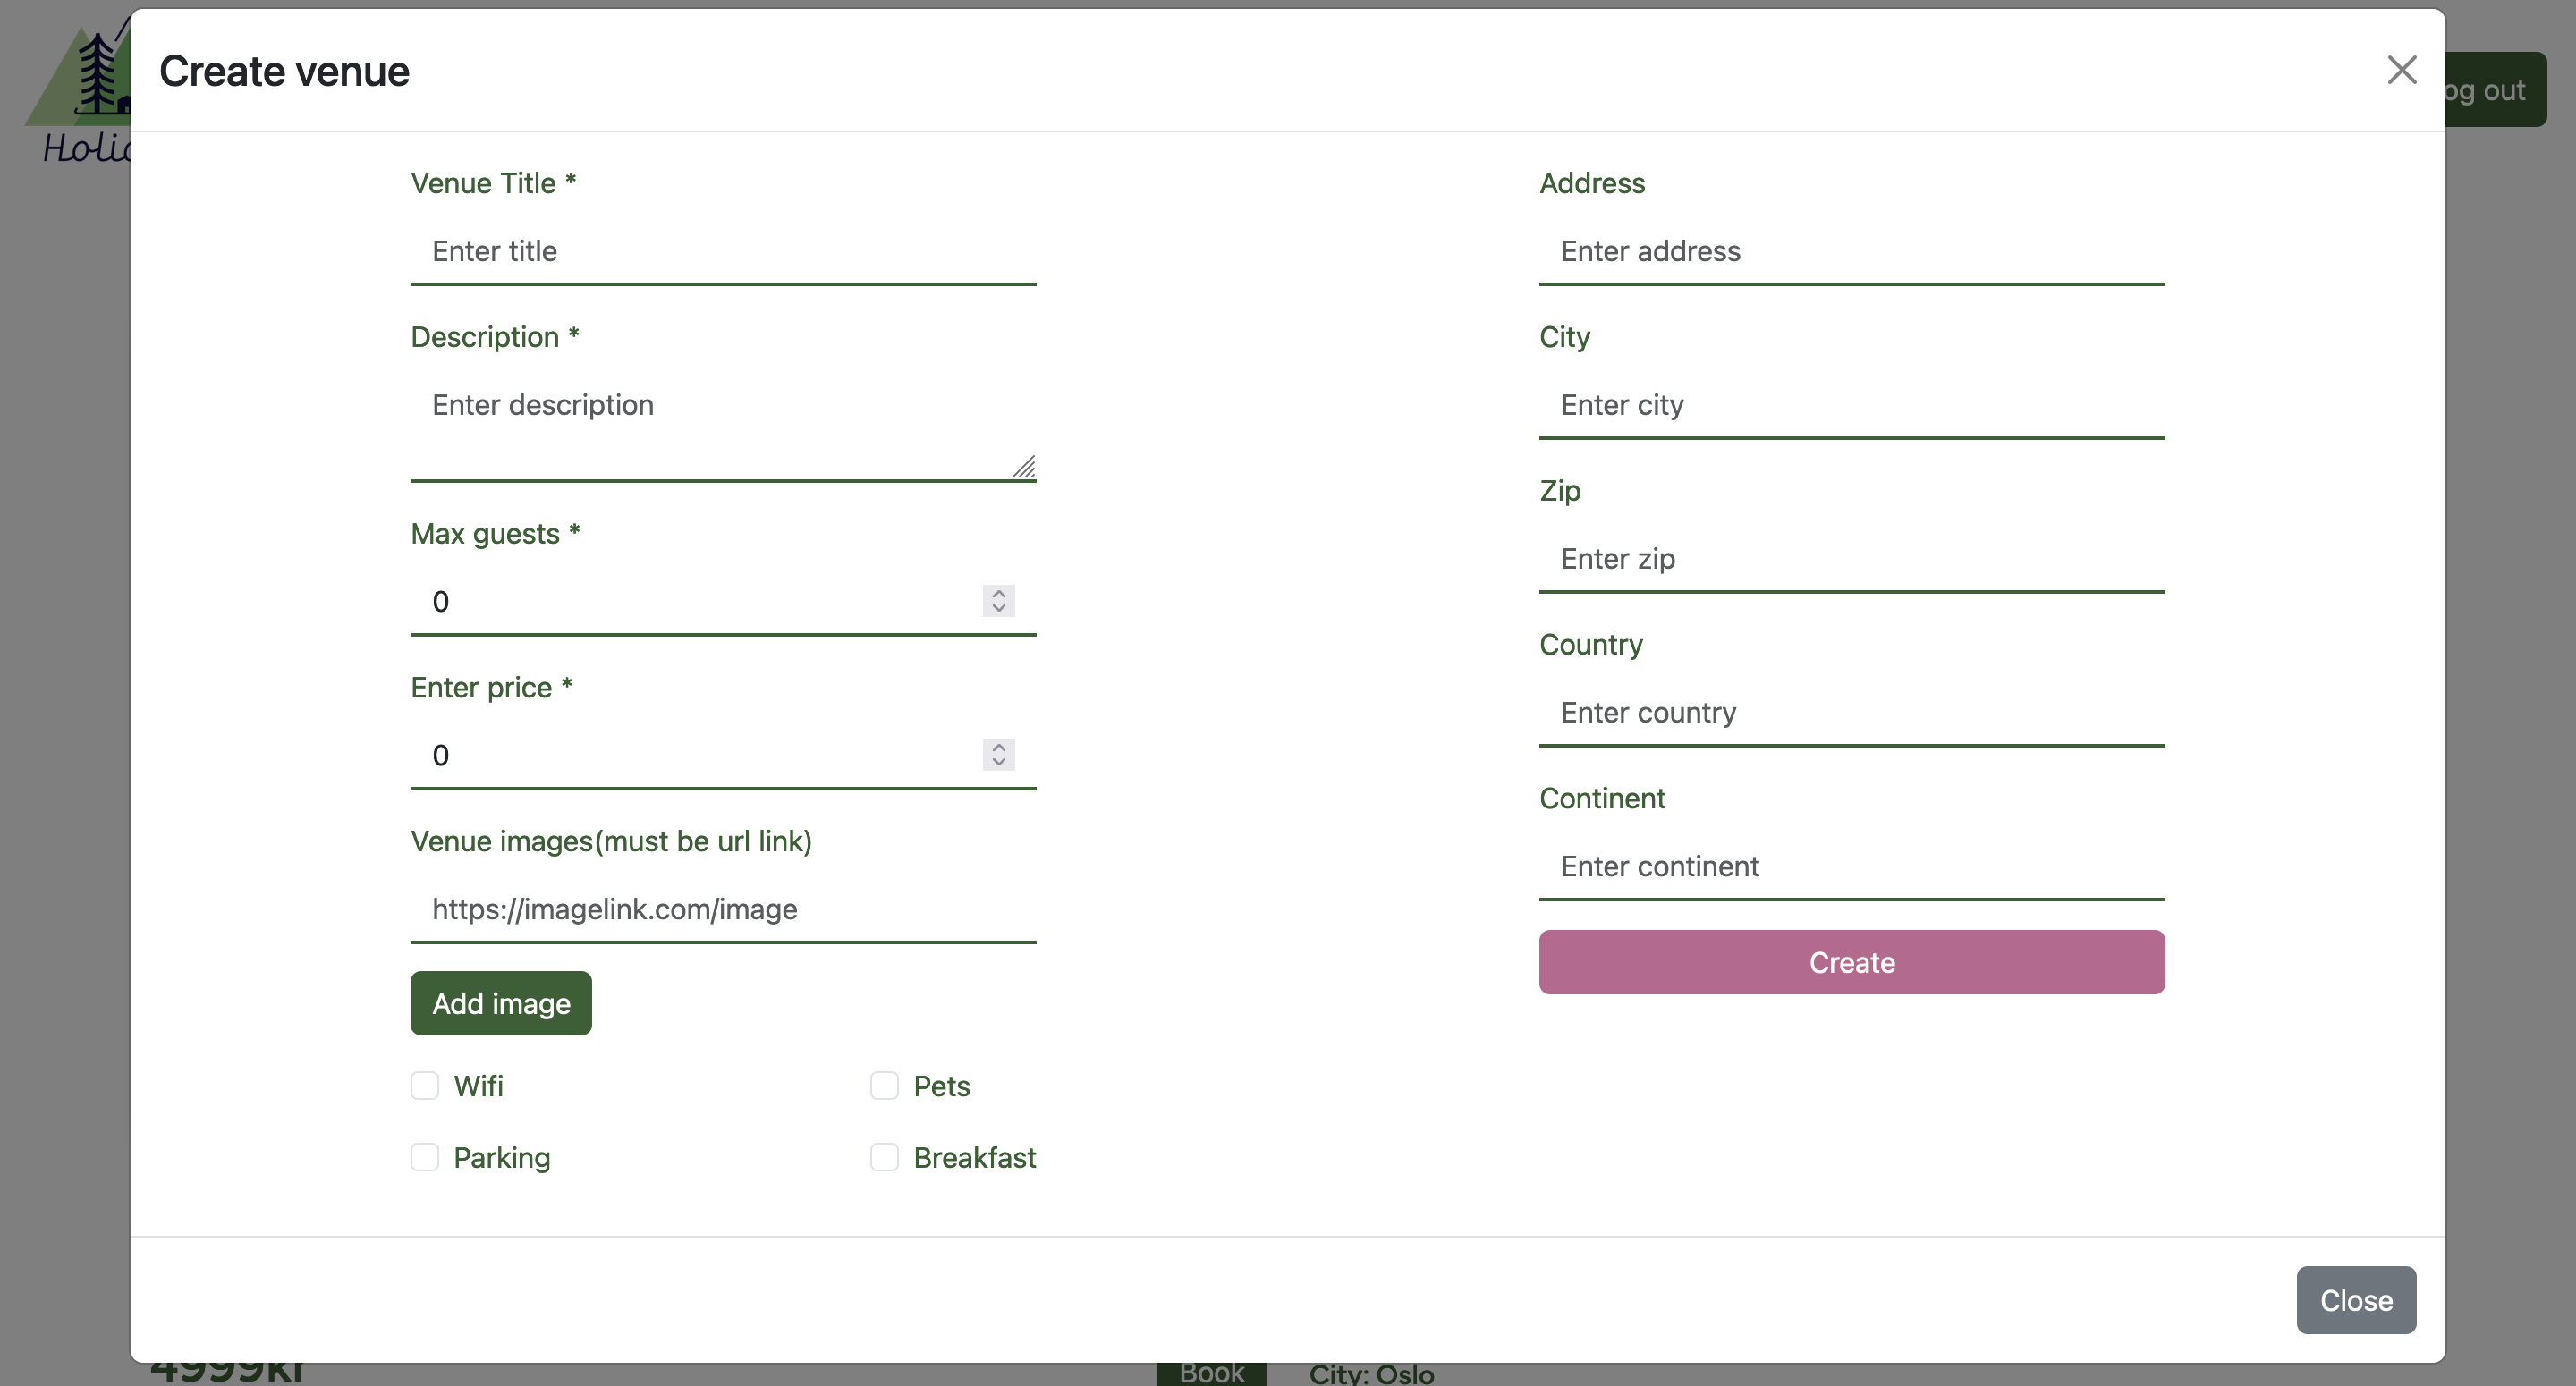 Create venue
og out
Venue Title *
Enter title
Description *
Enter description
Max guests *
0
Enter price *
0
Venue images(must be url link)
https://imagelink.com/image
Add image
Wifi
Pets
Parking
Breakfast
Address
Enter address
City
Enter city
Zip
Enter zip
Country
Enter country
Continent
Enter continent
Create
Close
4999kr
Book
City: Oslo